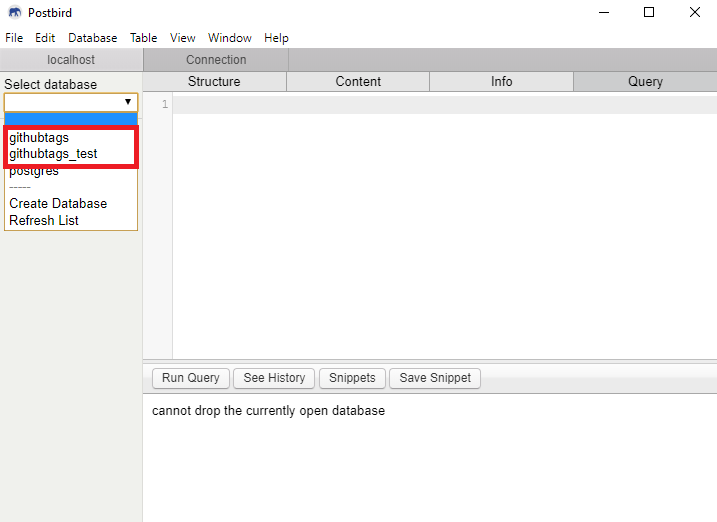 Postbird
File Edit Database Table View Window Help
localhost Connection
Select database
Structure Content Info Query
1
githubtags
githubtags_test
postgres
-----
Create Database
Refresh List
Run Query See History Snippets Save Snippet
cannot drop the currently open database